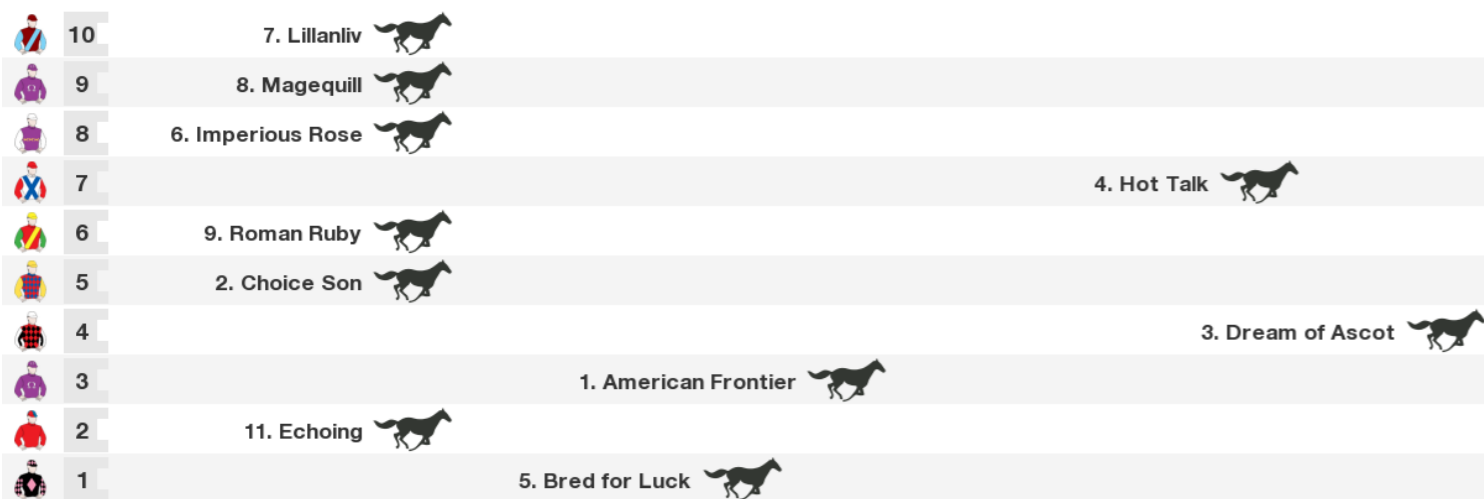 10 7. Lillanliv
9 8. Magequill
8 6. Imperious Rose
7 4. Hot Talk
6 9. Roman Ruby
5 2. Choice Son
4 3. Dream of Ascot
3 1. American Frontier
2 11. Echoing
1 5. Bred for Luck